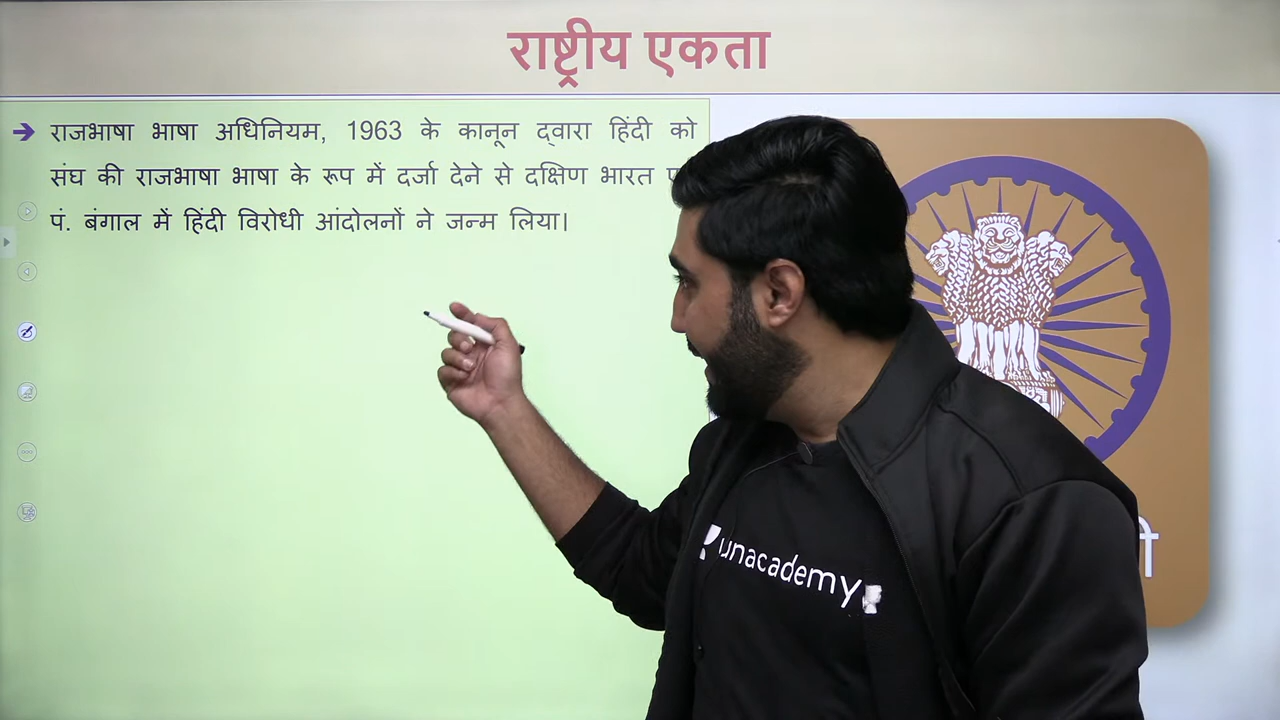 राष्ट्रीय एकता
➔ राजभाषा भाषा अधिनियम, 1963 के कानून द्वारा हिंदी को
संघ की राजभाषा भाषा के रूप में दर्जा देने से दक्षिण भारत
पं. बंगाल में हिंदी विरोधी आंदोलनों ने जन्म लिया।
unacademy